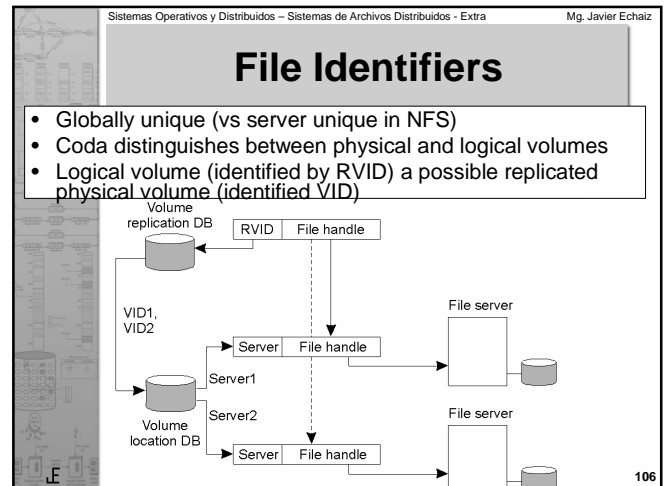 Sistemas Operativos y Distribuidos – Sistemas de Archivos Distribuidos - Extra
Mg. Javier Echaiz
File Identifiers
• Globally unique (vs server unique in NFS)
• Coda distinguishes between physical and logical volumes
• Logical volume (identified by RVID) a possible replicated
physical volume (identified VID)
Volume
replication DB
RVID File handle
VID1,
VID2
File server
Server File handle
Server1
Server2
Volume
location DB
File server
Server File handle
JE
106